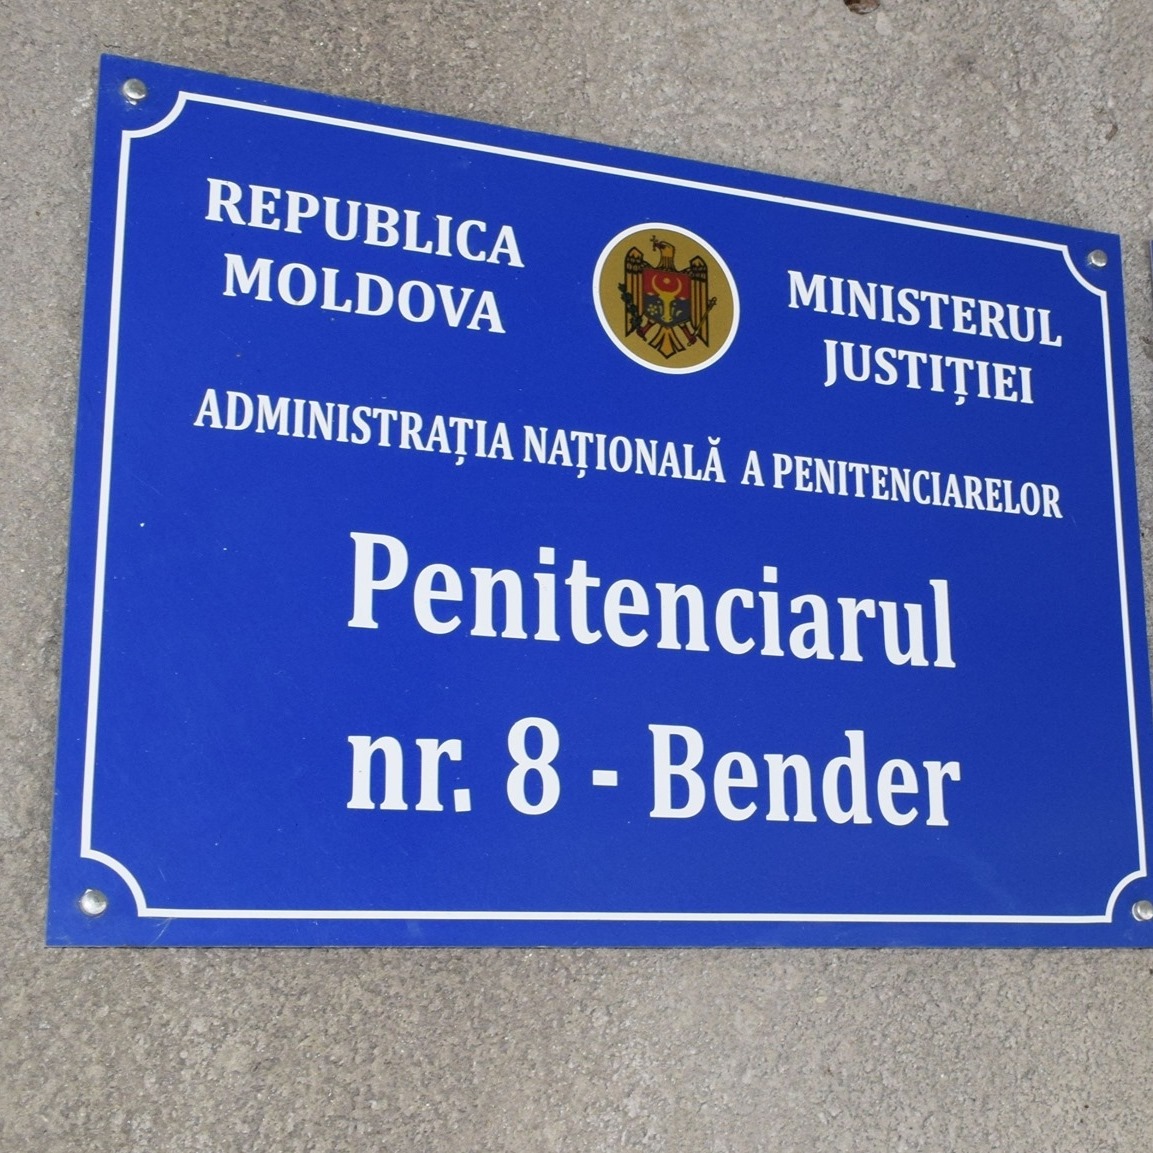 REPUBLICA
MOLDOVA
MINISTERUL
JUSTIȚIEI
ADMINISTRAȚIA NAȚIONALĂ A PENITENCIARELOR
Penitenciarul
nr. 8 - Bender